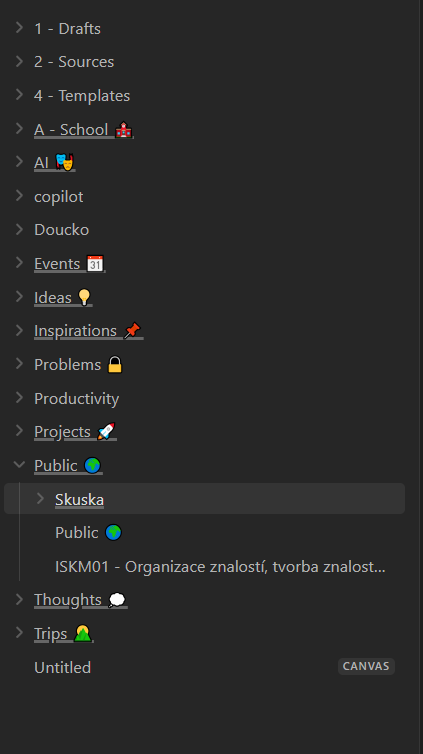 1 - Drafts
2 - Sources
4 - Templates
A - School 🏫
AI 🎭
copilot
Doucko
Events 📅
Ideas 💡
Inspirations 📌
Problems 🔒
Productivity
Projects 🚀
Public 🌍
Skuska
Public 🌍
ISKM01 - Organizace znalostí, tvorba znalost...
Thoughts 💭
Trips 🏞
Untitled CANVAS